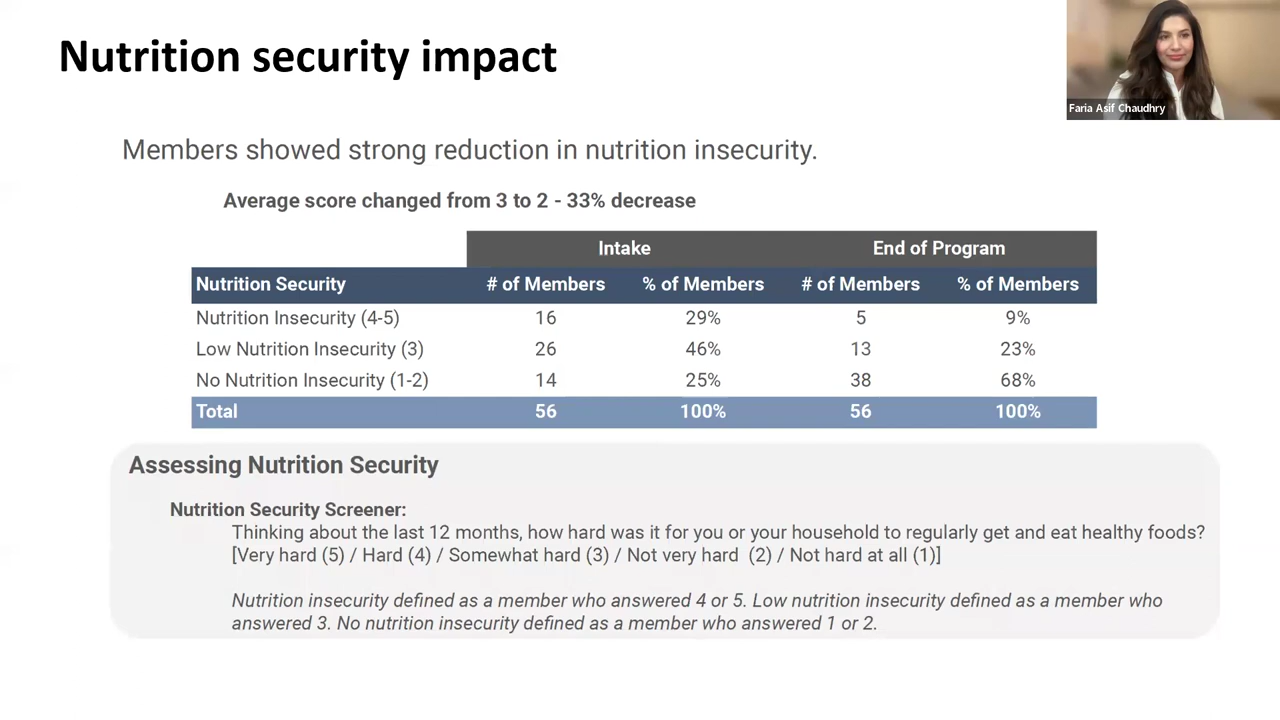 Nutrition security impact
Faria Asif Chaudhry
Members showed strong reduction in nutrition insecurity.
Average score changed from 3 to 2 - 33% decrease
Intake End of Program
Nutrition Security # of Members % of Members # of Members % of Members
Nutrition Insecurity (4-5) 16 29% 5 9%
Low Nutrition Insecurity (3) 26 46% 13 23%
No Nutrition Insecurity (1-2) 14 25% 38 68%
Total 56 100% 56 100%
Assessing Nutrition Security
Nutrition Security Screener:
Thinking about the last 12 months, how hard was it for you or your household to regularly get and eat healthy foods?
[Very hard (5) / Hard (4) / Somewhat hard (3) / Not very hard (2) / Not hard at all (1)]
Nutrition insecurity defined as a member who answered 4 or 5. Low nutrition insecurity defined as a member who
answered 3. No nutrition insecurity defined as a member who answered 1 or 2.